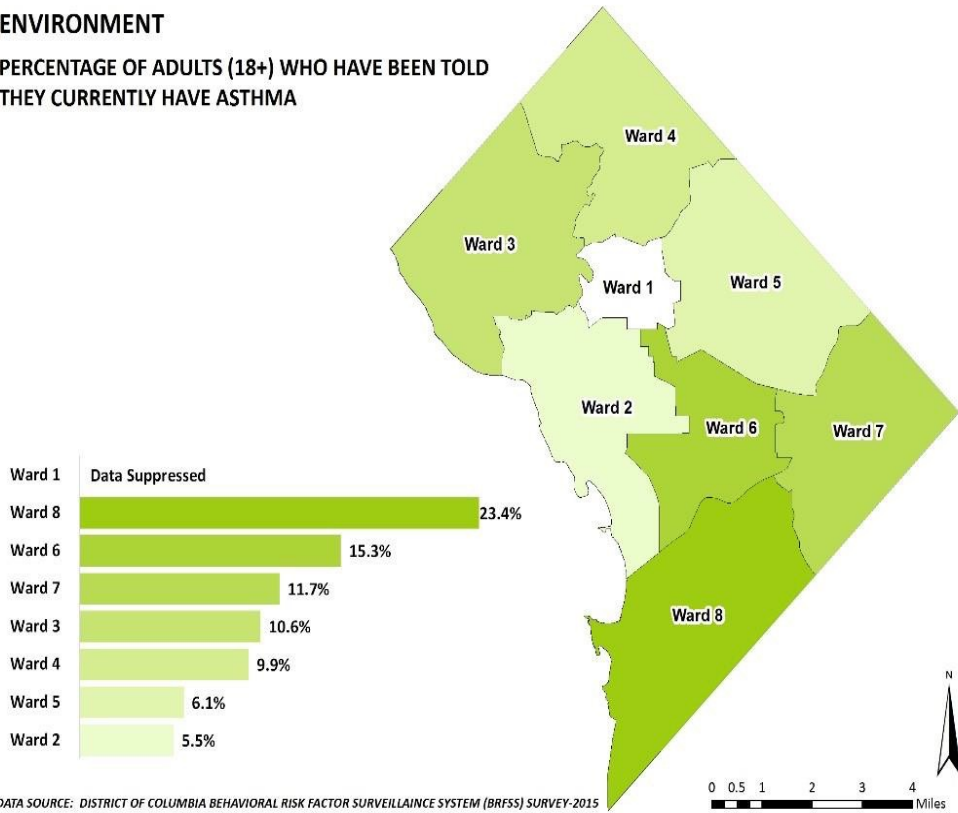 ENVIRONMENT
PERCENTAGE OF ADULTS (18+) WHO HAVE BEEN TOLD
THEY CURRENTLY HAVE ASTHMA
Ward 4
Ward 3
Ward 5
Ward 1
Ward 2
Ward 6
Ward 7
Ward 8
Ward 1 Data Suppressed
Ward 8 23.4%
Ward 6 15.3%
Ward 7 11.7%
Ward 3 10.6%
Ward 4 9.9%
Ward 5 6.1%
Ward 2 5.5%
N
0 0.5 1 2 3 4
Miles
DATA SOURCE: DISTRICT OF COLUMBIA BEHAVIORAL RISK FACTOR SURVEILLAINCE SYSTEM (BRFSS) SURVEY-2015